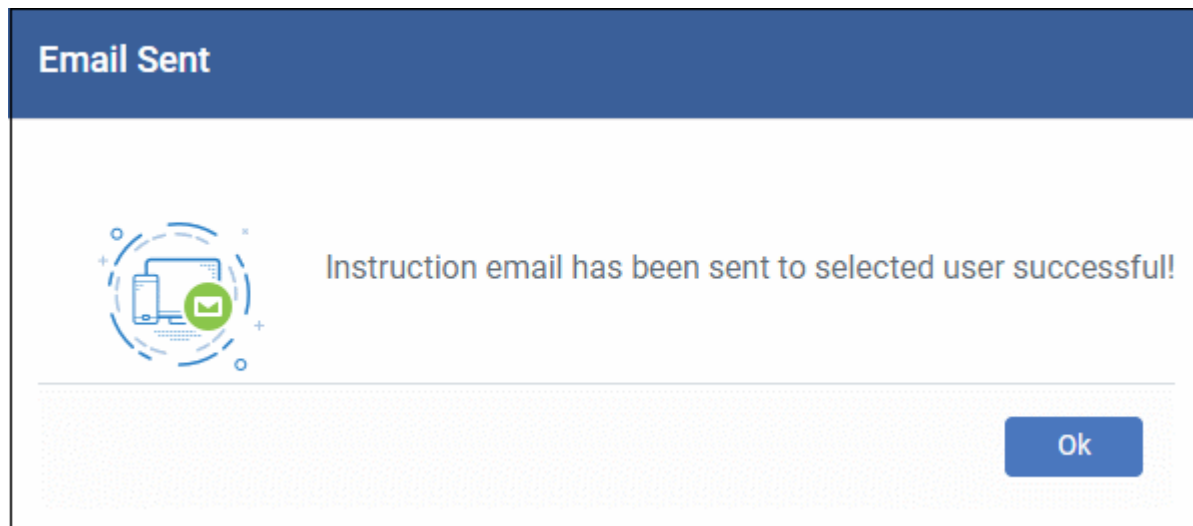 Email Sent
Instruction email has been sent to selected user successful!
Ok